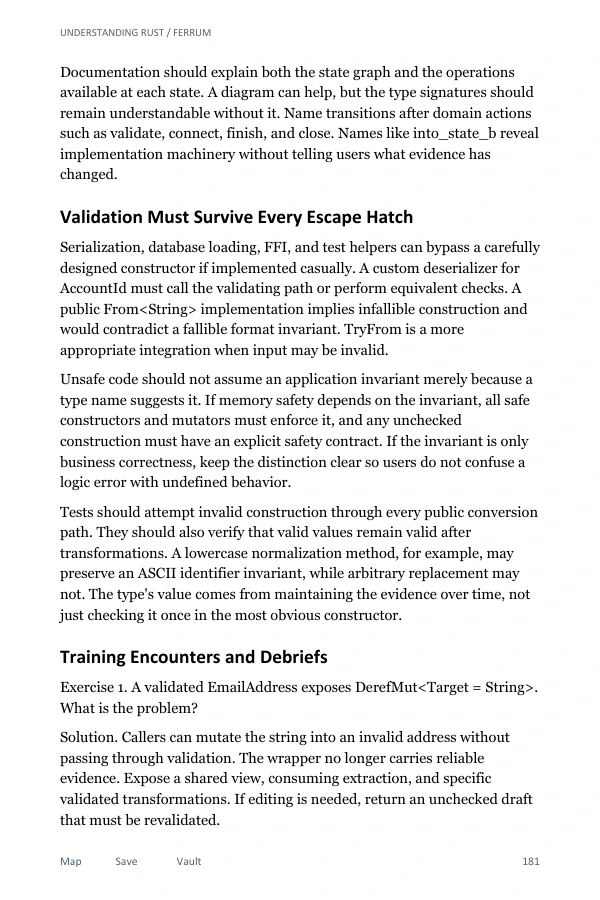 UNDERSTANDING RUST / FERRUM
Documentation should explain both the state graph and the operations
available at each state. A diagram can help, but the type signatures should
remain understandable without it. Name transitions after domain actions
such as validate, connect, finish, and close. Names like into_state_b reveal
implementation machinery without telling users what evidence has
changed.
Validation Must Survive Every Escape Hatch
Serialization, database loading, FFI, and test helpers can bypass a carefully
designed constructor if implemented casually. A custom deserializer for
AccountId must call the validating path or perform equivalent checks. A
public From<String> implementation implies infallible construction and
would contradict a fallible format invariant. TryFrom is a more
appropriate integration when input may be invalid.
Unsafe code should not assume an application invariant merely because a
type name suggests it. If memory safety depends on the invariant, all safe
constructors and mutators must enforce it, and any unchecked
construction must have an explicit safety contract. If the invariant is only
business correctness, keep the distinction clear so users do not confuse a
logic error with undefined behavior.
Tests should attempt invalid construction through every public conversion
path. They should also verify that valid values remain valid after
transformations. A lowercase normalization method, for example, may
preserve an ASCII identifier invariant, while arbitrary replacement may
not. The type's value comes from maintaining the evidence over time, not
just checking it once in the most obvious constructor.
Training Encounters and Debriefs
Exercise 1. A validated EmailAddress exposes DerefMut<Target = String>.
What is the problem?
Solution. Callers can mutate the string into an invalid address without
passing through validation. The wrapper no longer carries reliable
evidence. Expose a shared view, consuming extraction, and specific
validated transformations. If editing is needed, return an unchecked draft
that must be revalidated.
Map Save Vault 181